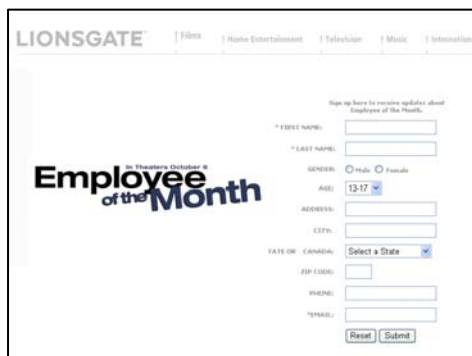 LIONSGATE
! Films ! Home Entertainment ! Television ! Music ! Internation
Sign up here to receive updates about
Employee of the Month.
* FIRST NAME:
* LAST NAME:
GENDER: Male Female
AGE: 13-17
ADDRESS:
CITY:
TATE OR CANADA: Select a State
ZIP CODE:
PHONE:
*EMAIL:
Reset Submit
In Theaters October 6
Employee
of the Month